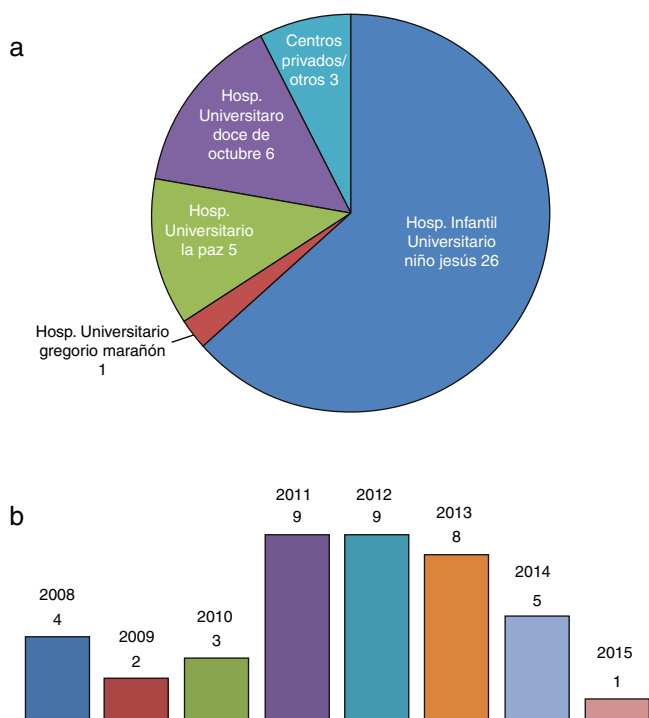 a
Centros
privados/
otros 3
Hosp.
Universitaro
doce de
octubre 6
Hosp.
Universitario
la paz 5
Hosp. Infantil
Universitario
niño jesús 26
Hosp. Universitario
gregorio marañón
1
b
2008
4
2009
2
2010
3
2011
9
2012
9
2013
8
2014
5
2015
1